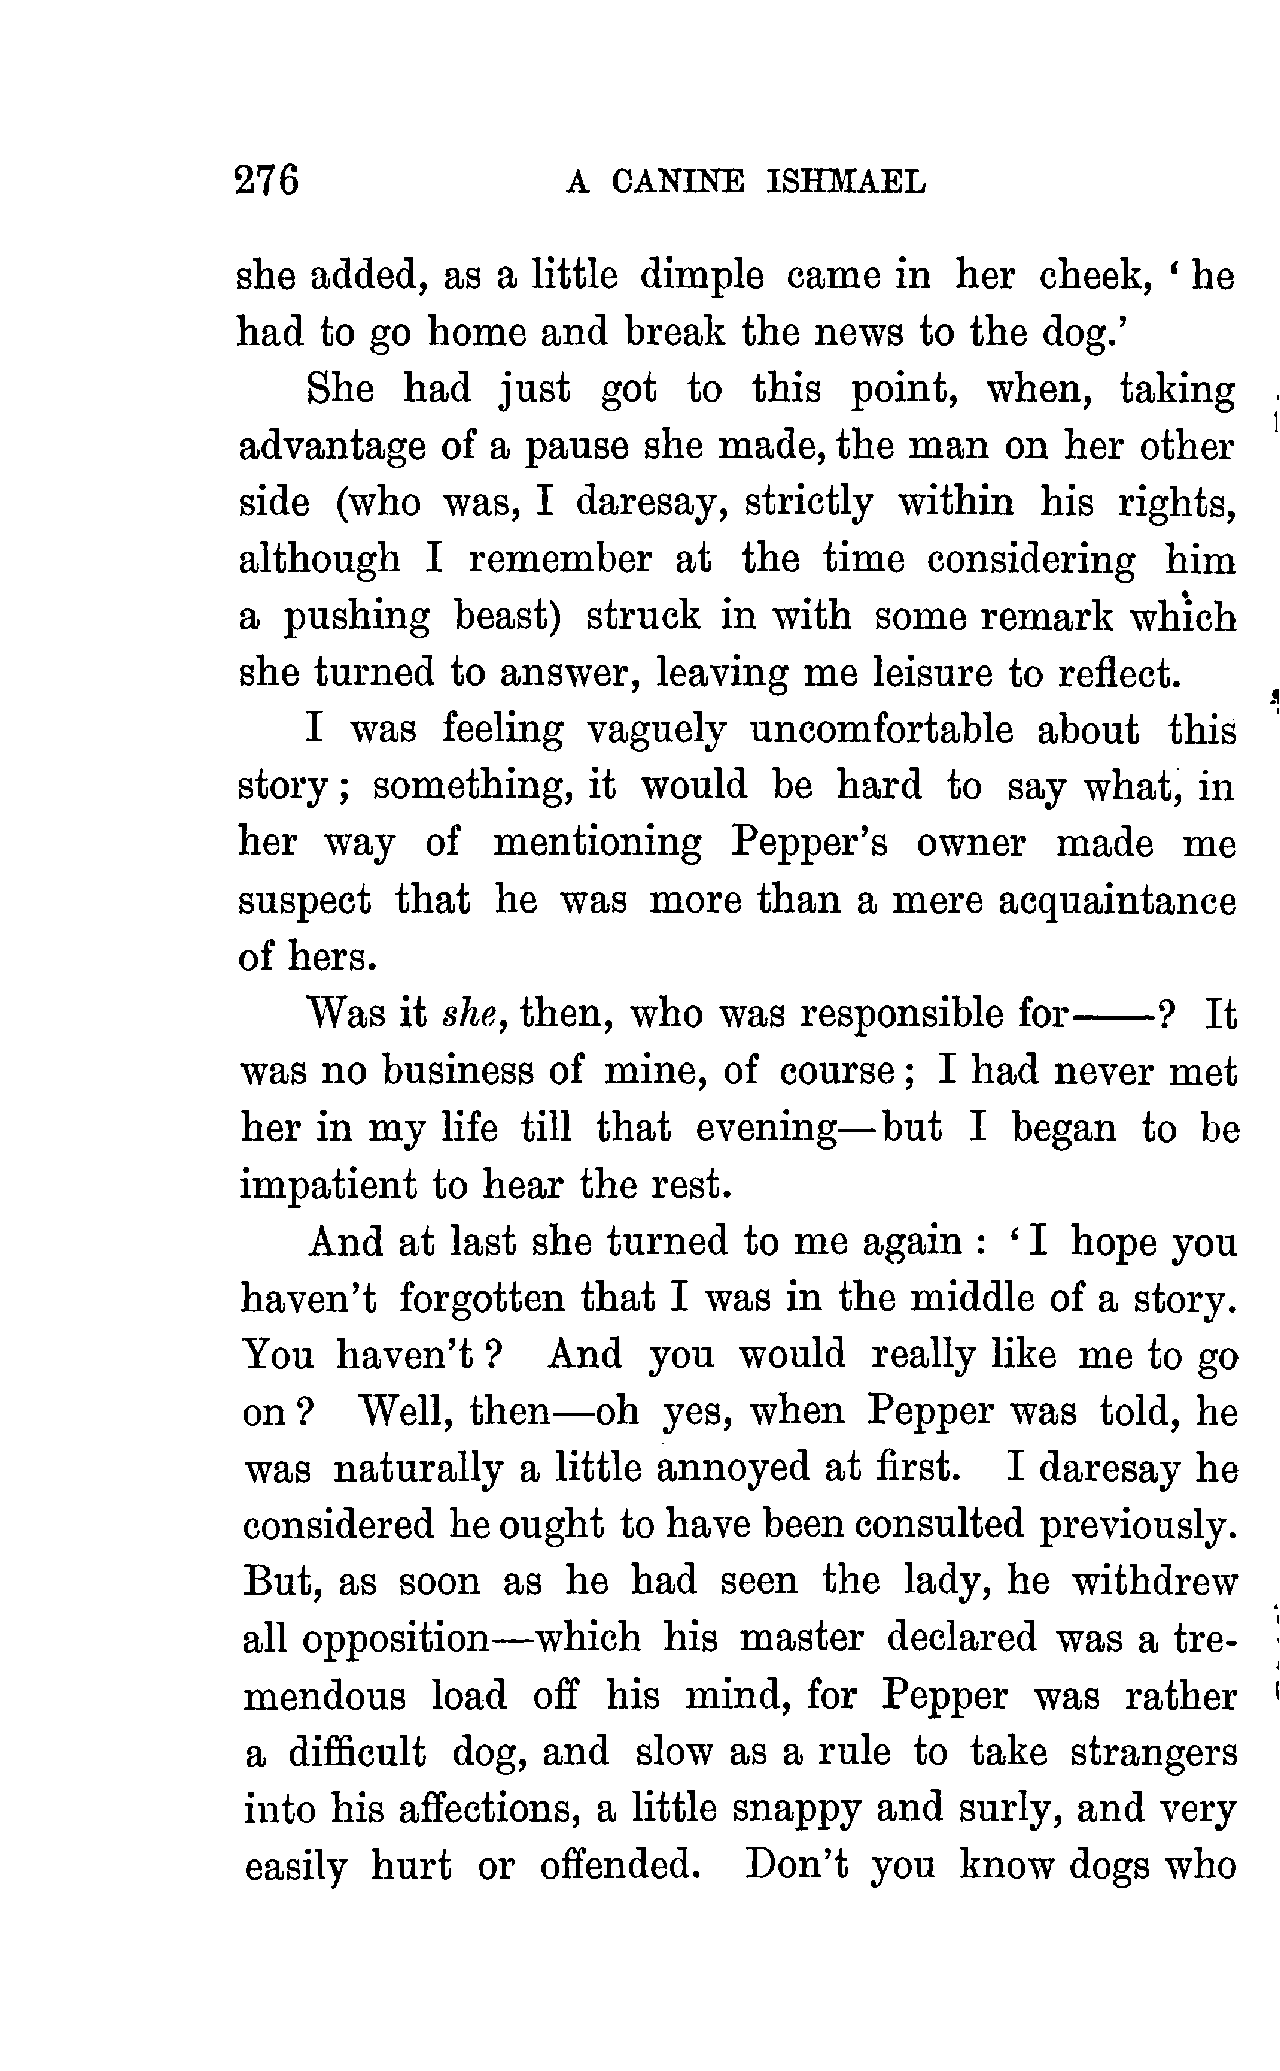 276 A CANINE ISHMAEL
she added, as a little dimple came in her cheek, ‘ he
had to go home and break the news to the dog.’
She had just got to this point, when, taking
advantage of a pause she made, the man on her other
side (who was, I daresay, strictly within his rights,
although I remember at the time considering him
a pushing beast) struck in with some remark which
she turned to answer, leaving me leisure to reflect.
I was feeling vaguely uncomfortable about this
story ; something, it would be hard to say what, in
her way of mentioning Pepper’s owner made me
suspect that he was more than a mere acquaintance
of hers.
Was it she, then, who was responsible for——? It
was no business of mine, of course ; I had never met
her in my life till that evening—but I began to be
impatient to hear the rest.
And at last she turned to me again : ‘ I hope you
haven’t forgotten that I was in the middle of a story.
You haven’t ? And you would really like me to go
on ? Well, then—oh yes, when Pepper was told, he
was naturally a little annoyed at first. I daresay he
considered he ought to have been consulted previously.
But, as soon as he had seen the lady, he withdrew
all opposition—which his master declared was a tre-
mendous load off his mind, for Pepper was rather
a difficult dog, and slow as a rule to take strangers
into his affections, a little snappy and surly, and very
easily hurt or offended. Don’t you know dogs who